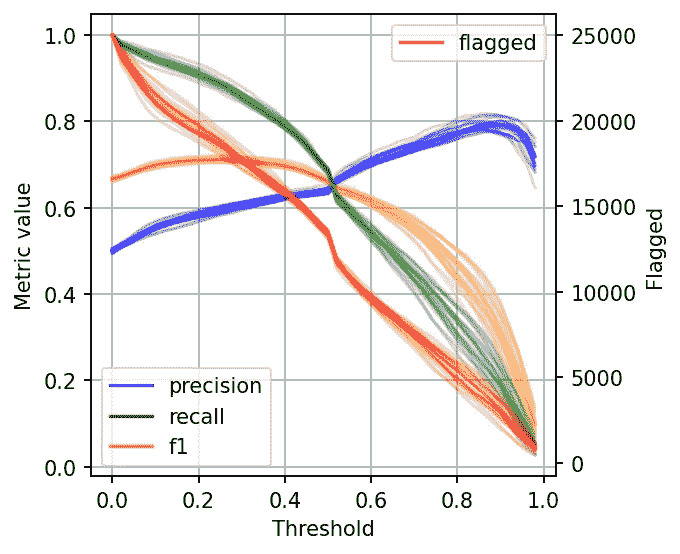 flagged
1.0
0.8
0.6
0.4
0.2
0.0
Metric value
25000
20000
15000
10000
5000
0
Flagged
precision
recall
f1
0.0 0.2 0.4 0.6 0.8 1.0
Threshold